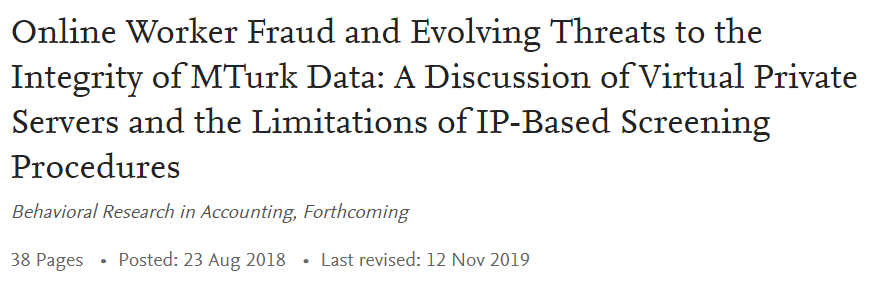 Online Worker Fraud and Evolving Threats to the
Integrity of MTurk Data: A Discussion of Virtual Private
Servers and the Limitations of IP-Based Screening
Procedures
Behavioral Research in Accounting, Forthcoming
38 Pages • Posted: 23 Aug 2018 • Last revised: 12 Nov 2019